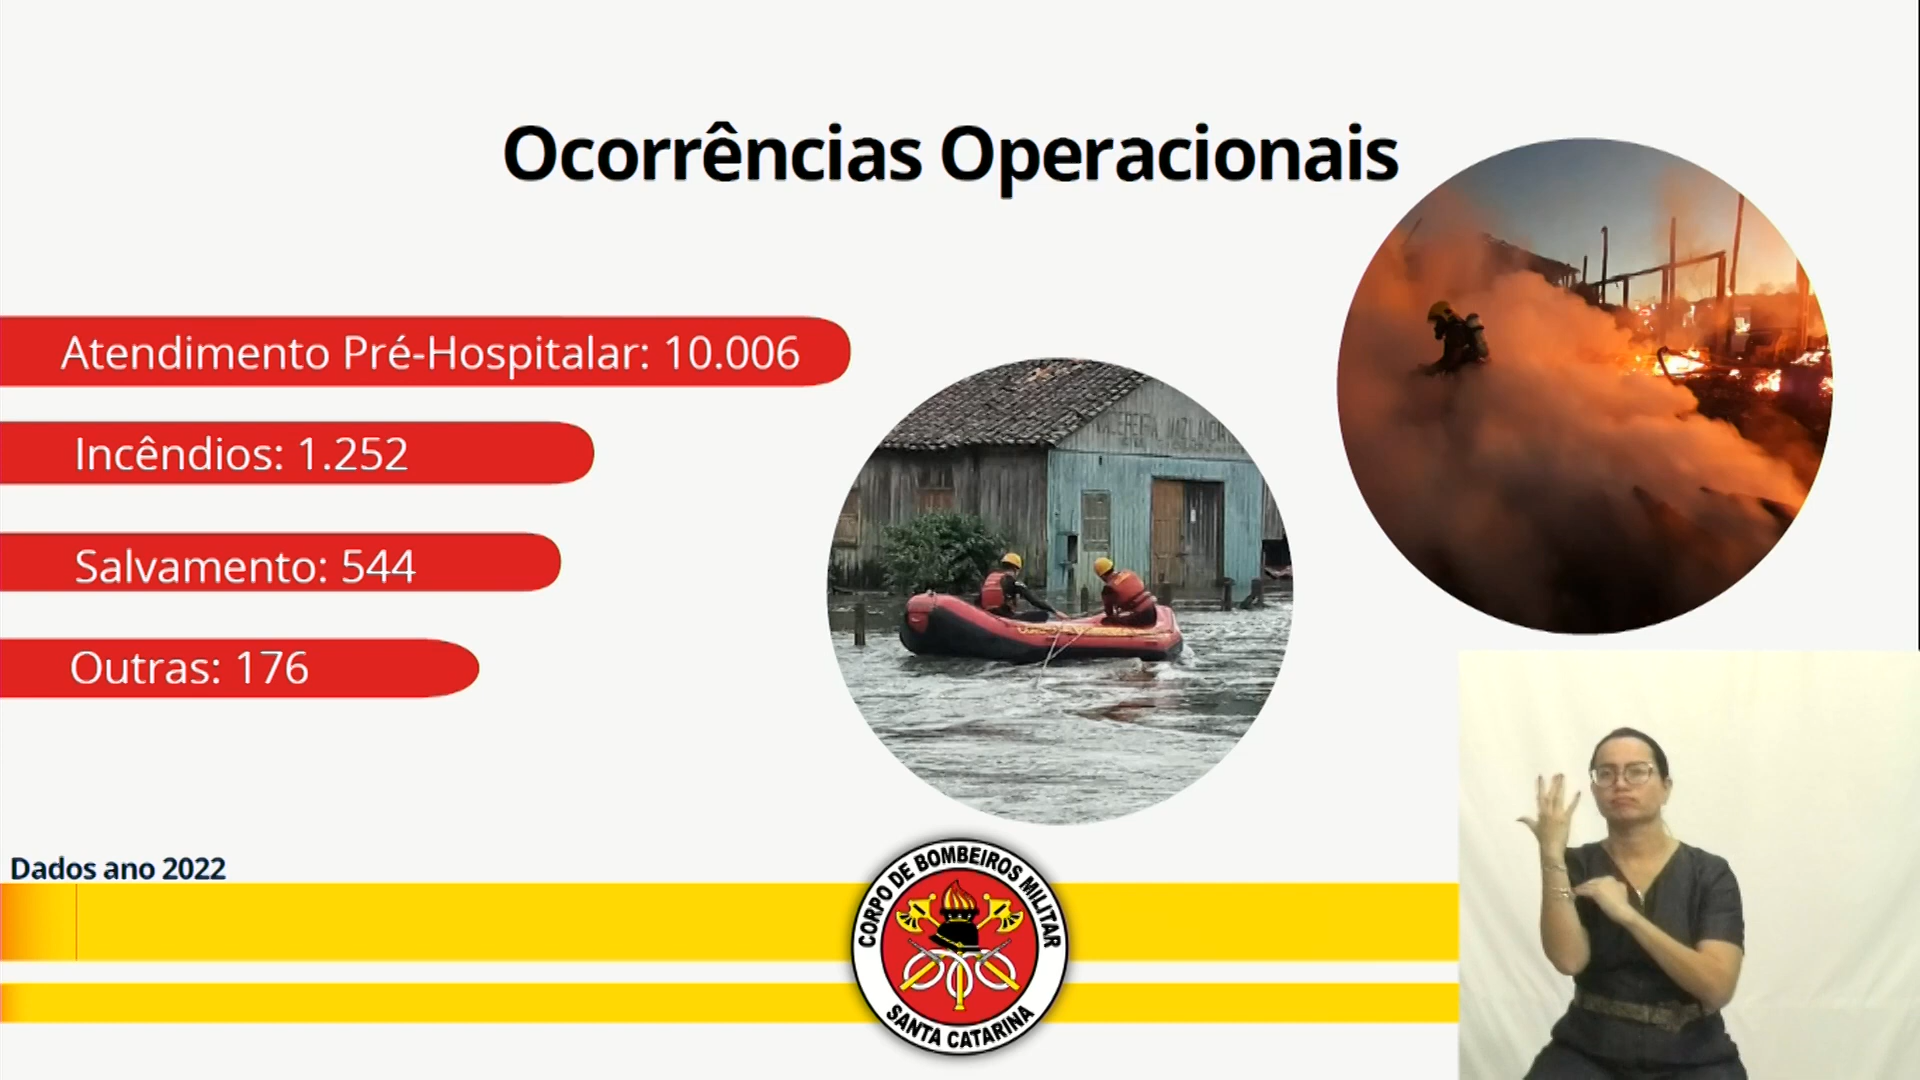 Ocorrências Operacionais
Atendimento Pré-Hospitalar: 10.006
Incêndios: 1.252
Salvamento: 544
Outras: 176
Dados ano 2022
CORPO DE BOMBEIROS MILITAR
SANTA CATARINA